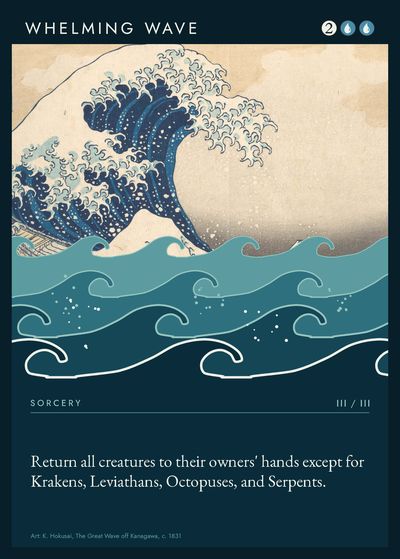 WHELMING WAVE 2
SORCERY III / III
Return all creatures to their owners' hands except for
Krakens, Leviathans, Octopuses, and Serpents.
Art: K. Hokusai, The Great Wave off Kanagawa, c. 1831